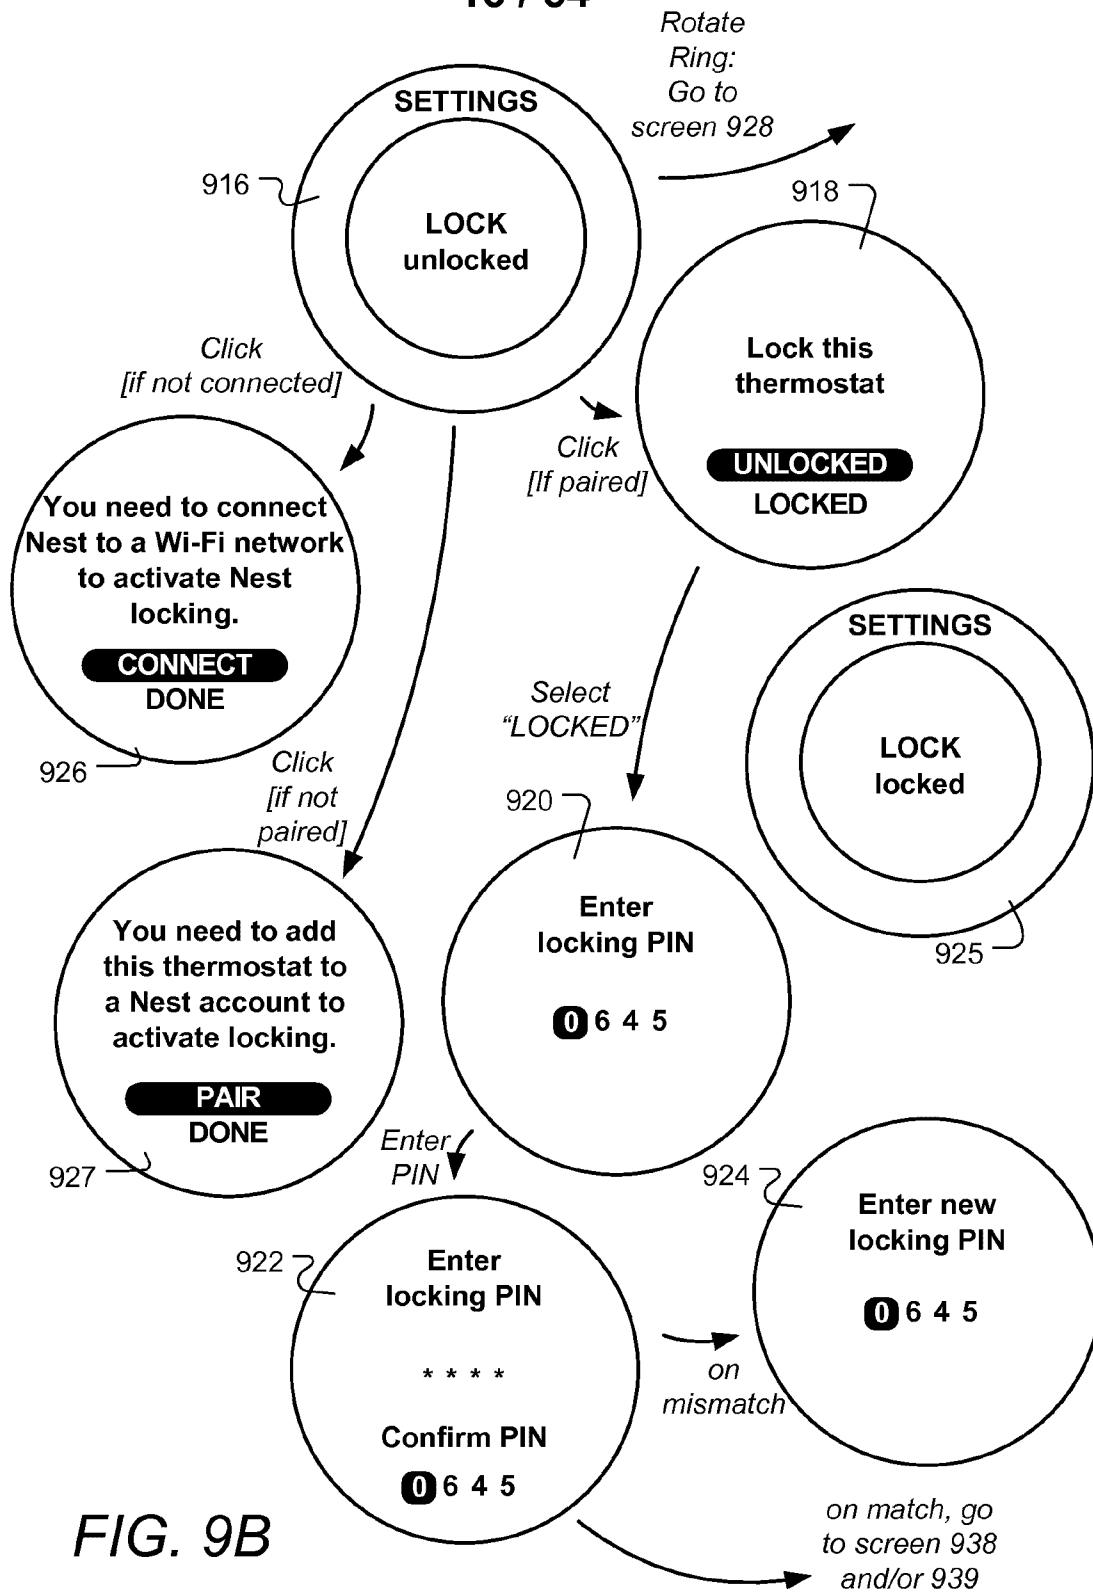 Rotate
Ring:
Go to
screen 928
SETTINGS
916
LOCK
unlocked
918
Click
[if not connected]
Lock this
thermostat
UNLOCKED
LOCKED
Click
[If paired]
You need to connect
Nest to a Wi-Fi network
to activate Nest
locking.
CONNECT
DONE
926
SETTINGS
LOCK
locked
925
Select
“LOCKED”
Click
[if not
paired]
920
Enter
locking PIN
0 6 4 5
You need to add
this thermostat to
a Nest account to
activate locking.
PAIR
DONE
927
Enter
PIN
924
Enter new
locking PIN
0 6 4 5
922
Enter
locking PIN
* * * *
Confirm PIN
0 6 4 5
on
mismatch
on match, go
to screen 938
and/or 939
FIG. 9B